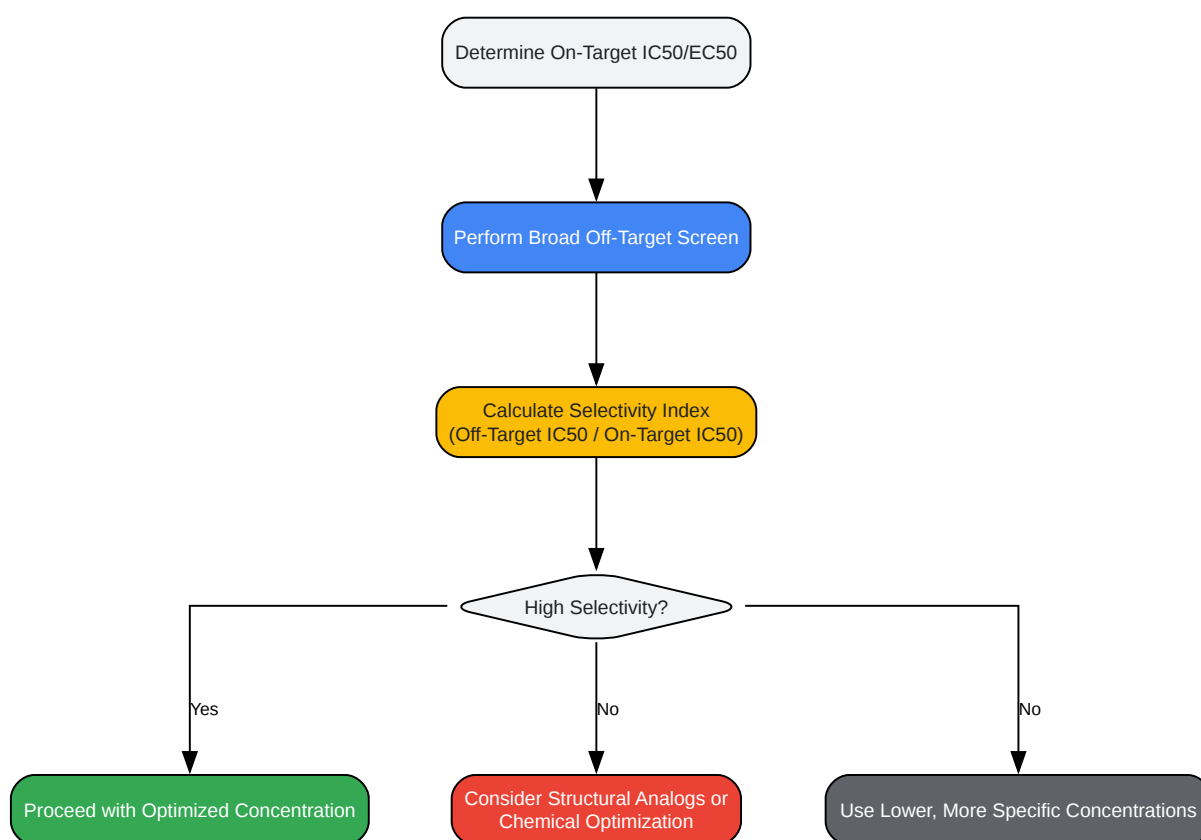 Determine On-Target IC50/EC50
Perform Broad Off-Target Screen
Calculate Selectivity Index
(Off-Target IC50 / On-Target IC50)
High Selectivity?
Yes
No
No
Proceed with Optimized Concentration
Consider Structural Analogs or
Chemical Optimization
Use Lower, More Specific Concentrations